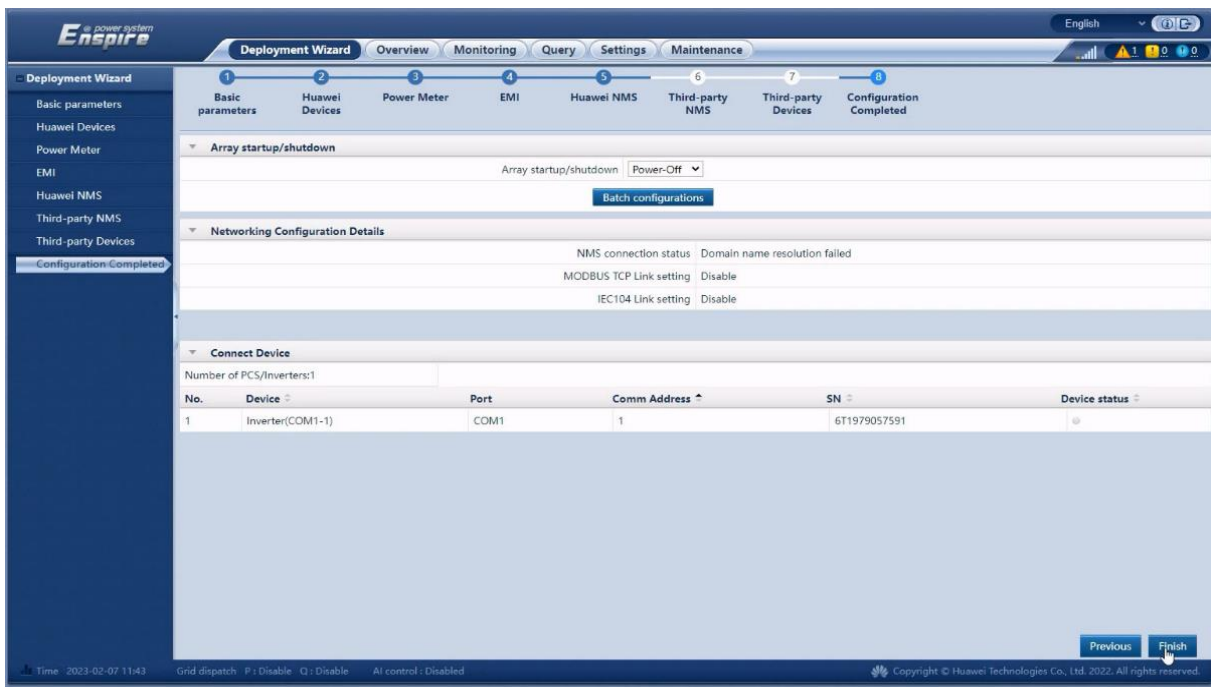 e power system
Enspire
English
Deployment Wizard Overview Monitoring Query Settings Maintenance
1 0 0
Deployment Wizard
Basic parameters
Huawei Devices
Power Meter
EMI
Huawei NMS
Third-party NMS
Third-party Devices
Configuration Completed
1 2 3 4 5 6 7 8
Basic parameters
Huawei Devices
Power Meter
EMI
Huawei NMS
Third-party NMS
Third-party Devices
Configuration Completed
Array startup/shutdown
Array startup/shutdown Power-Off
Batch configurations
Networking Configuration Details
NMS connection status Domain name resolution failed
MODBUS TCP Link setting Disable
IEC104 Link setting Disable
Connect Device
Number of PCS/Inverters:1
No. Device Port Comm Address SN Device status
1 Inverter(COM1-1) COM1 1 6T1979057591
Previous Finish
Time 2023-02-07 11:43 Grid dispatch P : Disable Q : Disable AI control : Disabled Copyright © Huawei Technologies Co., Ltd. 2022. All rights reserved.